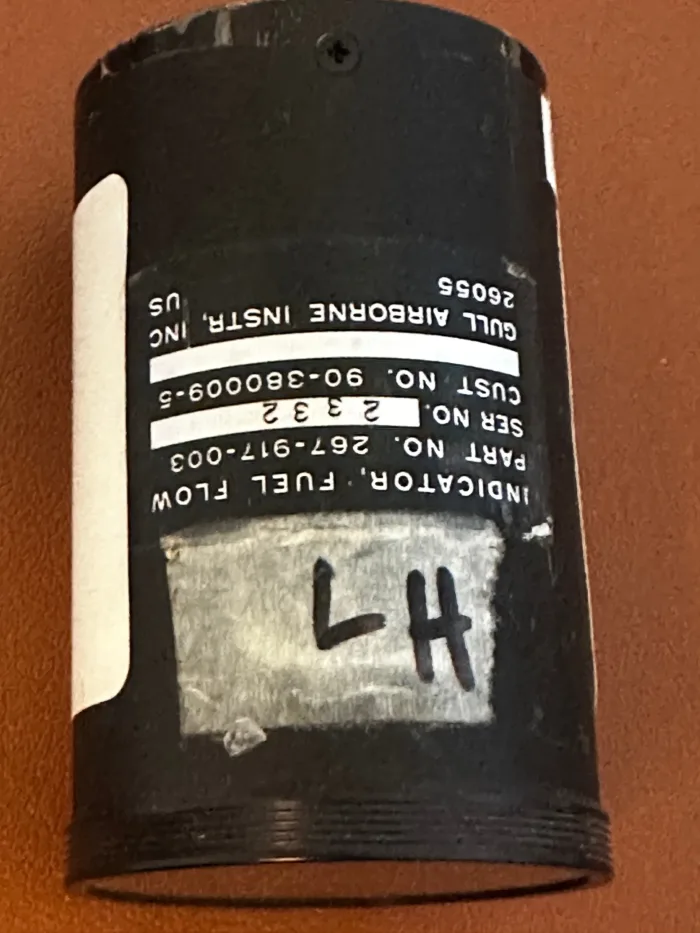 LH
INDICATOR, FUEL FLOW
PART NO. 267-917-003
SER NO. 2332
CUST NO. 90-380009-5
GULL AIRBORNE INSTR, INC
26055 US